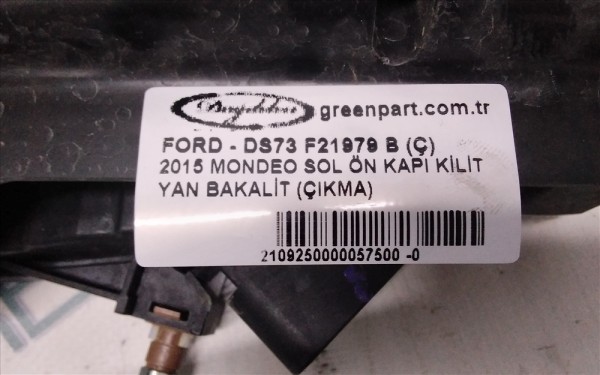 greenpart.com.tr
FORD - DS73 F21979 B (Ç)
2015 MONDEO SOL ÖN KAPI KİLİT
YAN BAKALİT (ÇIKMA)
2109250000057500 -0